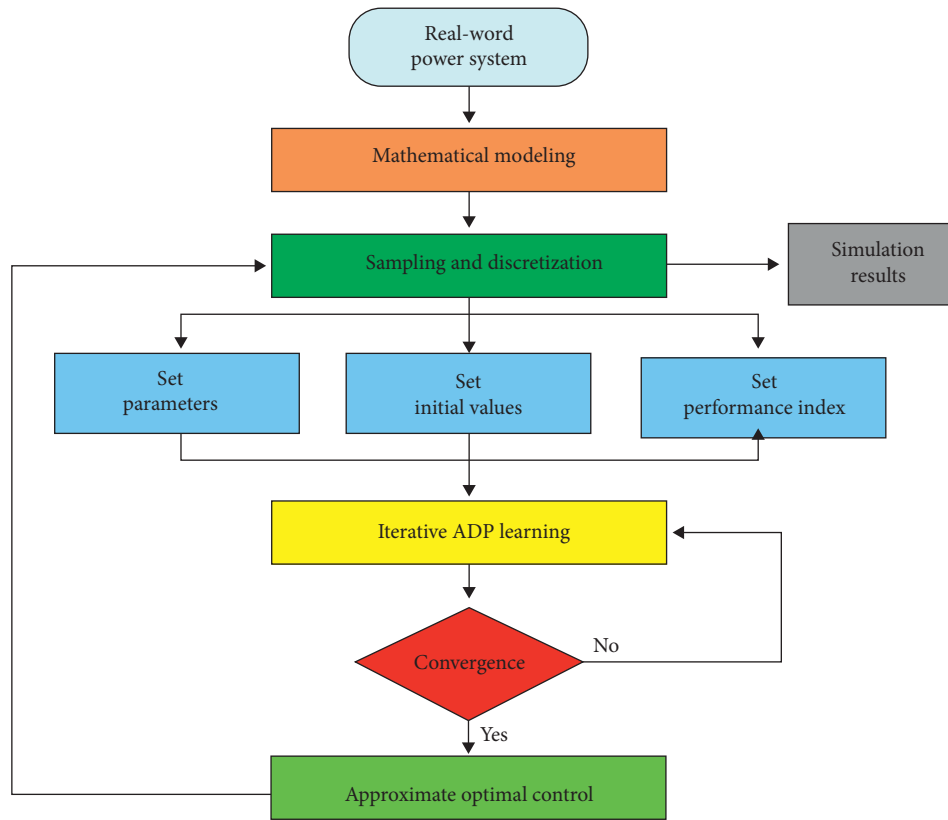 Real-word
power system
Mathematical modeling
Sampling and discretization
Simulation
results
Set
parameters
Set
initial values
Set
performance index
Iterative ADP learning
Convergence
No
Yes
Approximate optimal control